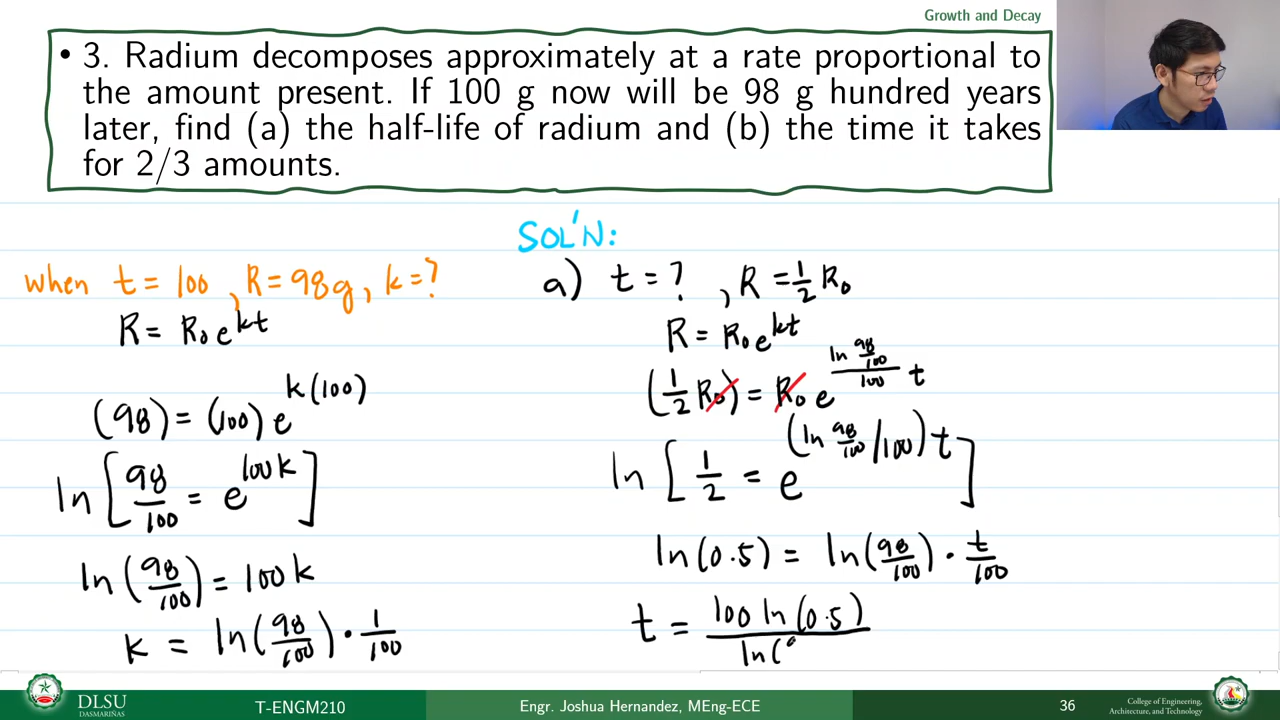 Growth and Decay
• 3. Radium decomposes approximately at a rate proportional to
the amount present. If 100 g now will be 98 g hundred years
later, find (a) the half-life of radium and (b) the time it takes
for 2/3 amounts.
SOL'N:
when t = 100, R = 98g, k = ?
R = R₀ e^kt
(98) = (100) e^k(100)
ln [98/100 = e^100k]
ln(98/100) = 100k
k = ln(98/100) · 1/100
a) t = ?, R = 1/2 R₀
R = R₀ e^kt
(1/2 R₀) = R₀ e^(ln 98/100)/100 t
ln [1/2 = e^(ln 98/100 /100)t]
ln(0.5) = ln(98/100) · t/100
t = 100 ln(0.5)
ln(
DLSU
DASMARIÑAS
T-ENGM210
Engr. Joshua Hernandez, MEng-ECE
36
College of Engineering,
Architecture, and Technology